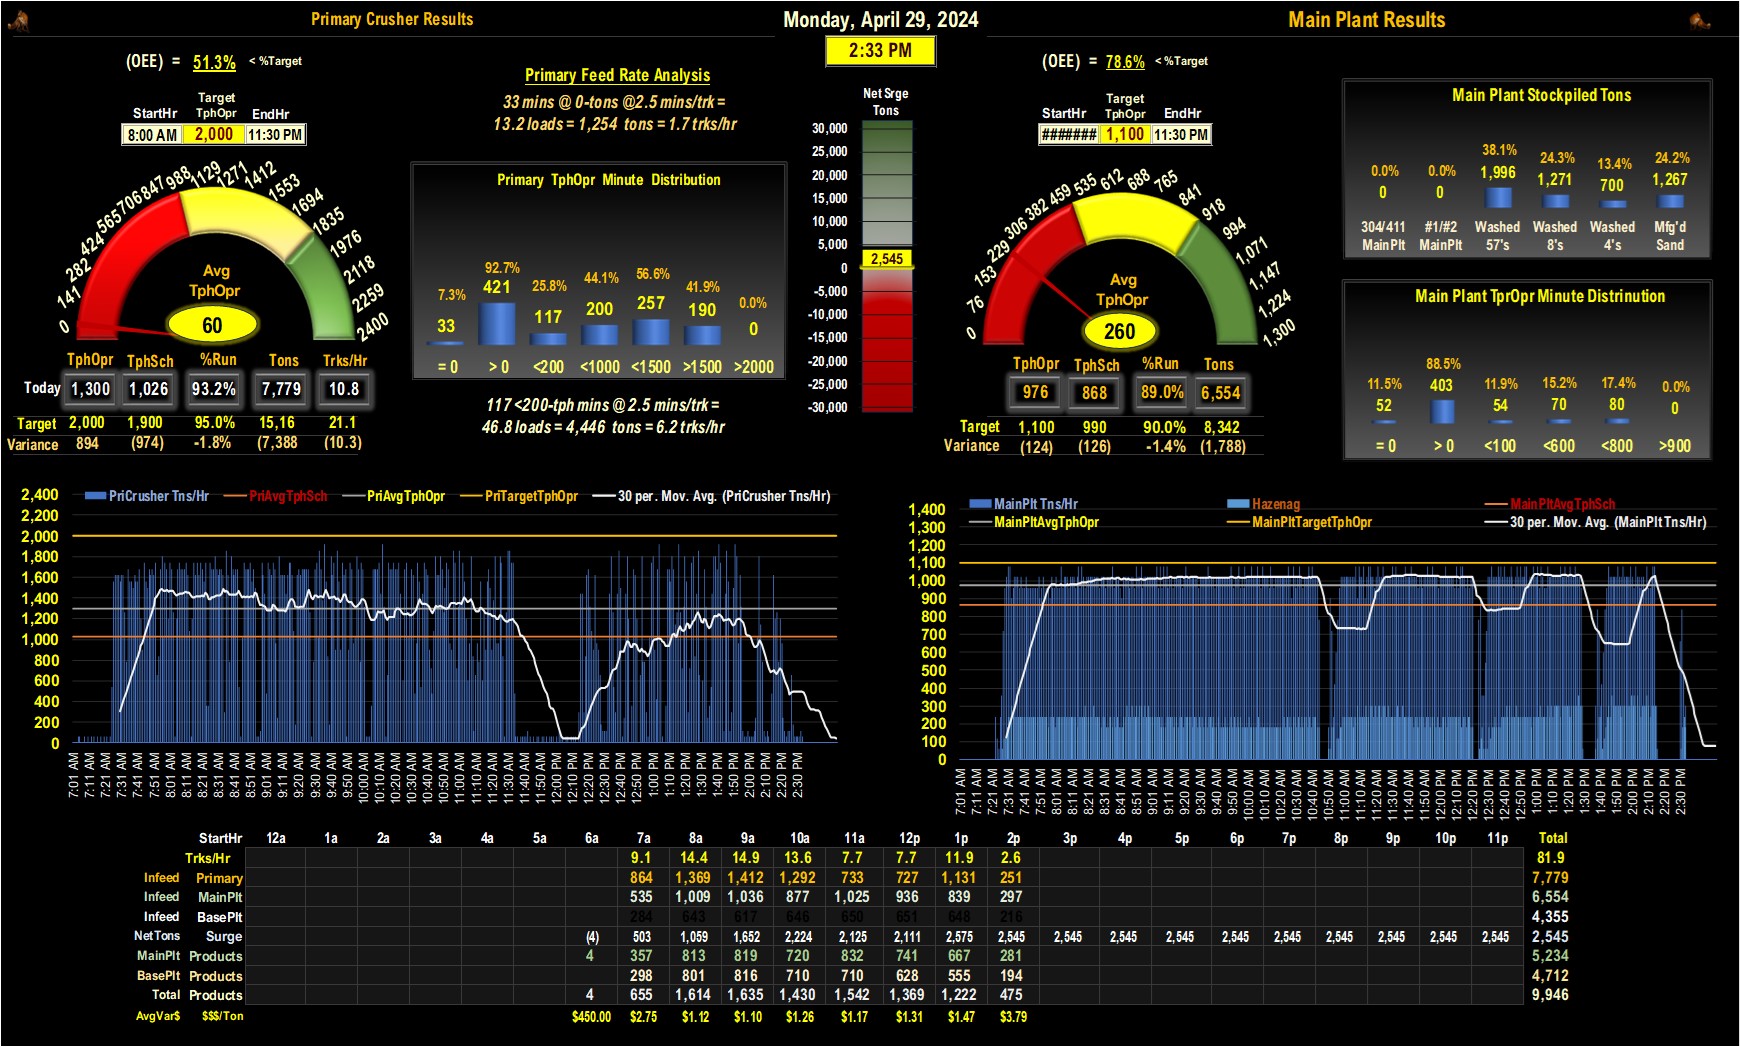 Primary Crusher Results
Monday, April 29, 2024
Main Plant Results
2:33 PM
(OEE) = 51.3% < %Target
StartHr Target TphOpr EndHr
8:00 AM 2,000 11:30 PM
0 141 282 424 565 706 847 988 1129 1271 1412 1553 1694 1835 1976 2118 2259 2400
Avg
TphOpr
60
TphOpr TphSch %Run Tons Trks/Hr
Today 1,300 1,026 93.2% 7,779 10.8
Target 2,000 1,900 95.0% 15,16 21.1
Variance 894 (974) -1.8% (7,388 (10.3)
Primary Feed Rate Analysis
33 mins @ 0-tons @2.5 mins/trk =
13.2 loads = 1,254 tons = 1.7 trks/hr
Primary TphOpr Minute Distribution
7.3% 92.7% 25.8% 44.1% 56.6% 41.9% 0.0%
33 421 117 200 257 190 0
= 0 > 0 <200 <1000 <1500 >1500 >2000
117 <200-tph mins @ 2.5 mins/trk =
46.8 loads = 4,446 tons = 6.2 trks/hr
Net Srge
Tons
30,000
25,000
20,000
15,000
10,000
5,000
2,545
0
-5,000
-10,000
-15,000
-20,000
-25,000
-30,000
(OEE) = 78.6% < %Target
StartHr Target TphOpr EndHr
####### 1,100 11:30 PM
0 76 153 229 306 382 459 535 612 688 765 841 918 994 1,071 1,147 1,224 1,300
Avg
TphOpr
260
TphOpr TphSch %Run Tons
976 868 89.0% 6,554
Target 1,100 990 90.0% 8,342
Variance (124) (126) -1.4% (1,788)
Main Plant Stockpiled Tons
0.0% 0.0% 38.1% 24.3% 13.4% 24.2%
0 0 1,996 1,271 700 1,267
304/411 #1/#2 Washed Washed Washed Mfg'd
MainPlt MainPlt 57's 8's 4's Sand
Main Plant TprOpr Minute Distrinution
11.5% 88.5% 11.9% 15.2% 17.4% 0.0%
52 403 54 70 80 0
= 0 > 0 <100 <600 <800 >900
PriCrusher Tns/Hr PriAvgTphSch PriAvgTphOpr PriTargetTphOpr 30 per. Mov. Avg. (PriCrusher Tns/Hr)
2,400
2,200
2,000
1,800
1,600
1,400
1,200
1,000
800
600
400
200
0
7:01 AM 7:11 AM 7:31 AM 7:41 AM 7:51 AM 8:01 AM 8:11 AM 8:31 AM 8:41 AM 8:51 AM 9:01 AM 9:11 AM 9:30 AM 9:40 AM 9:50 AM 10:00 AM 10:10 AM 10:20 AM 10:30 AM 10:40 AM 10:50 AM 11:00 AM 11:10 AM 11:20 AM 11:30 AM 11:40 AM 11:50 AM 12:00 PM 12:10 PM 12:20 PM 12:30 PM 12:40 PM 12:50 PM 1:00 PM 1:10 PM 1:30 PM 1:40 PM 1:50 PM 2:00 PM 2:10 PM 2:20 PM 2:30 PM
MainPlt Tns/Hr Hazenag MainPltAvgTphSch
MainPltAvgTphOpr MainPltTargetTphOpr 30 per. Mov. Avg. (MainPlt Tns/Hr)
1,400
1,300
1,200
1,100
1,000
900
800
700
600
500
400
300
200
100
0
7:01 AM 7:11 AM 7:21 AM 7:31 AM 7:41 AM 7:51 AM 8:01 AM 8:11 AM 8:31 AM 8:41 AM 8:51 AM 9:01 AM 9:11 AM 9:30 AM 9:40 AM 9:50 AM 10:00 AM 10:20 AM 10:30 AM 10:40 AM 10:50 AM 11:00 AM 11:10 AM 11:20 AM 11:30 AM 11:40 AM 11:50 AM 12:00 PM 12:10 PM 12:20 PM 12:30 PM 12:40 PM 12:50 PM 1:00 PM 1:10 PM 1:20 PM 1:30 PM 1:40 PM 1:50 PM 2:00 PM 2:10 PM 2:20 PM 2:30 PM
StartHr 12a 1a 2a 3a 4a 5a 6a 7a 8a 9a 10a 11a 12p 1p 2p 3p 4p 5p 6p 7p 8p 9p 10p 11p Total
Trks/Hr 9.1 14.4 14.9 13.6 7.7 7.7 11.9 2.6 81.9
Infeed Primary 864 1,369 1,412 1,292 733 727 1,131 251 7,779
Infeed MainPlt 535 1,009 1,036 877 1,025 936 839 297 6,554
Infeed BasePlt 284 643 617 646 650 651 648 216 4,355
NetTons Surge (4) 503 1,059 1,652 2,224 2,125 2,111 2,575 2,545 2,545 2,545 2,545 2,545 2,545 2,545 2,545 2,545 2,545 2,545
MainPlt Products 4 357 813 819 720 832 741 667 281 5,234
BasePlt Products 298 801 816 710 710 628 555 194 4,712
Total Products 4 655 1,614 1,635 1,430 1,542 1,369 1,222 475 9,946
AvgVar$ $$$/Ton $450.00 $2.75 $1.12 $1.10 $1.26 $1.17 $1.31 $1.47 $3.79